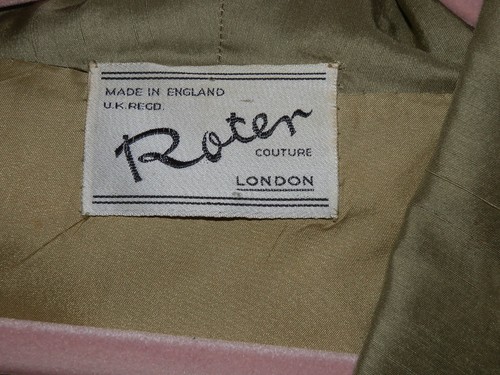 MADE IN ENGLAND
U.K. REGD.
Roter
COUTURE
LONDON